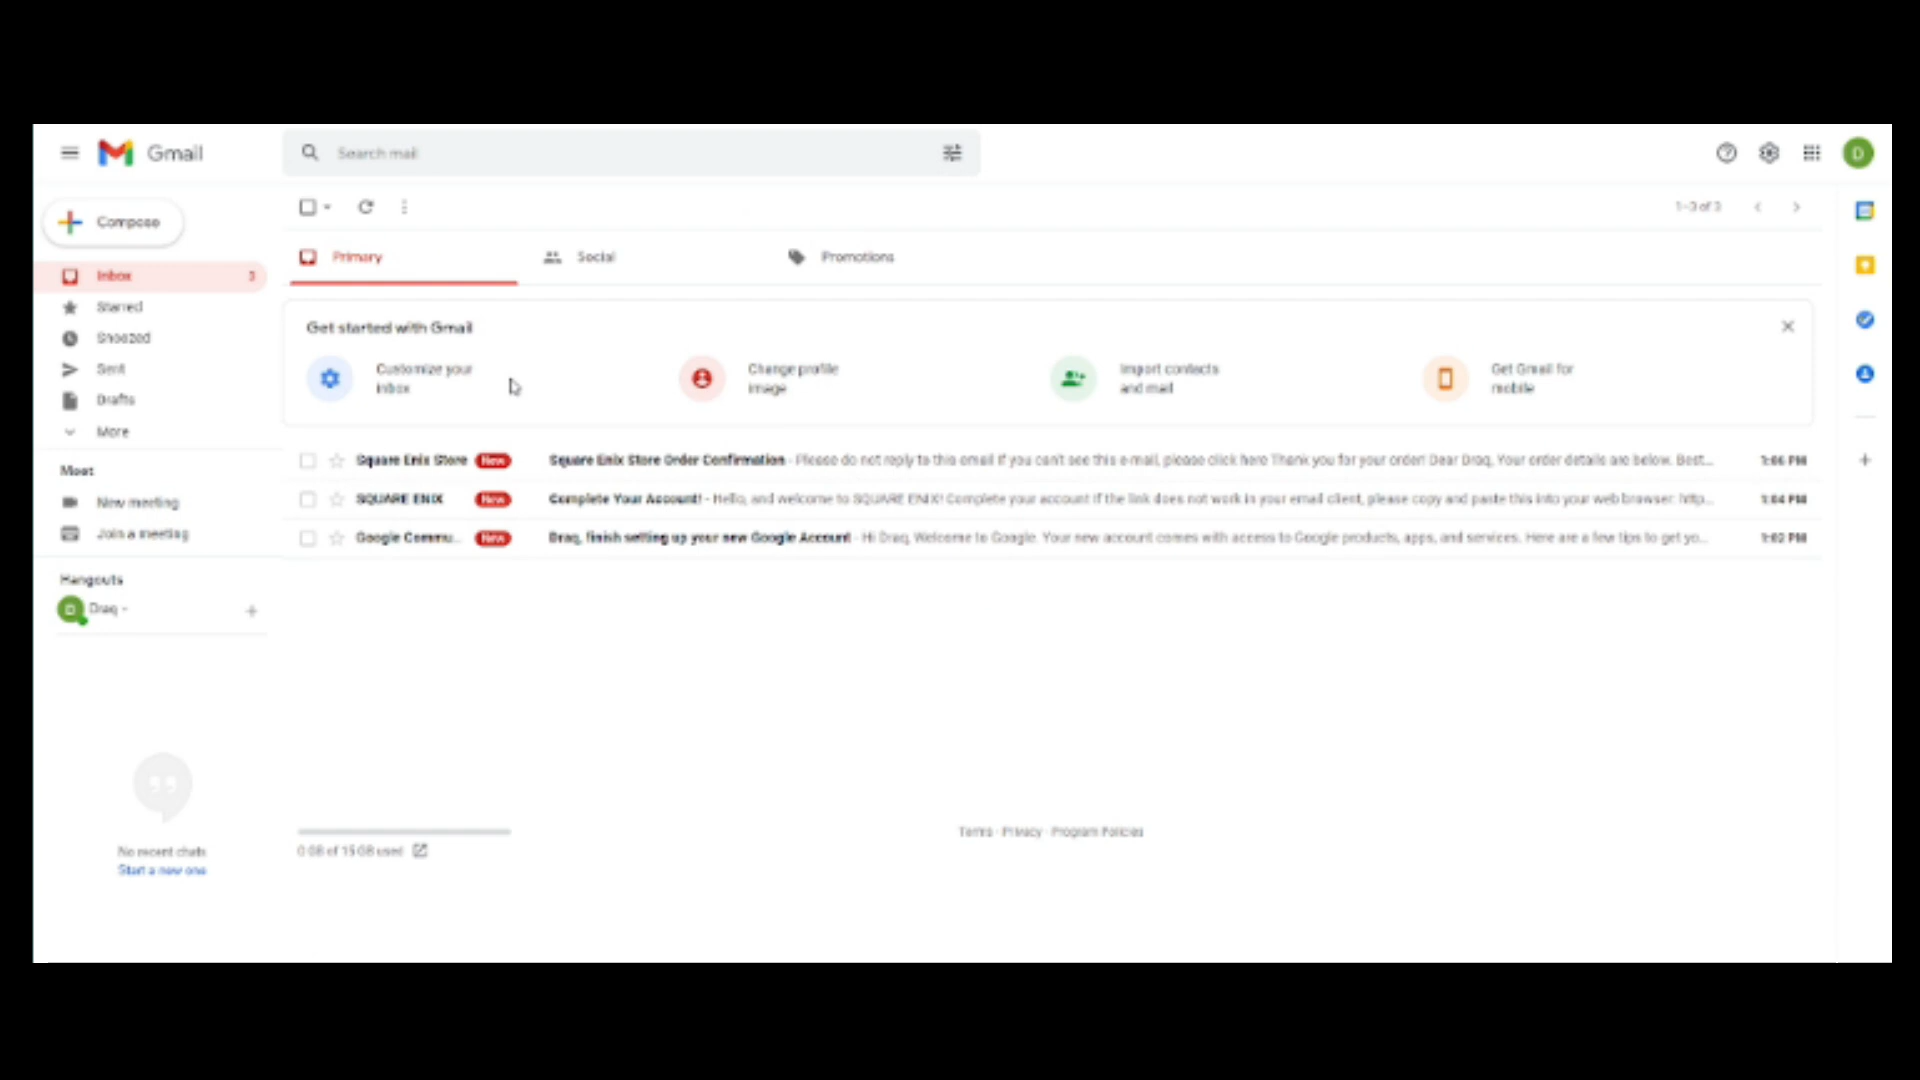 Gmail
Search mail
Compose
1–3 of 3
Inbox 3
Starred
Snoozed
Sent
Drafts
More
Primary
Social
Promotions
Get started with Gmail
Customize your
inbox
Change profile
image
Import contacts
and mail
Get Gmail for
mobile
Square Enix Store New Square Enix Store Order Confirmation - Please do not reply to this email If you can't see this e-mail, please click here Thank you for your order! Dear Draq, Your order details are below. Best... 1:06 PM
SQUARE ENIX New Complete Your Account! - Hello, and welcome to SQUARE ENIX! Complete your account If the link does not work in your email client, please copy and paste this into your web browser: http... 1:04 PM
Google Commu... New Draq, finish setting up your new Google Account - Hi Draq, Welcome to Google. Your new account comes with access to Google products, apps, and services. Here are a few tips to get yo... 1:02 PM
Meet
New meeting
Join a meeting
Hangouts
D
Draq
No recent chats
Start a new one
0 GB of 15 GB used
Terms · Privacy · Program Policies
D